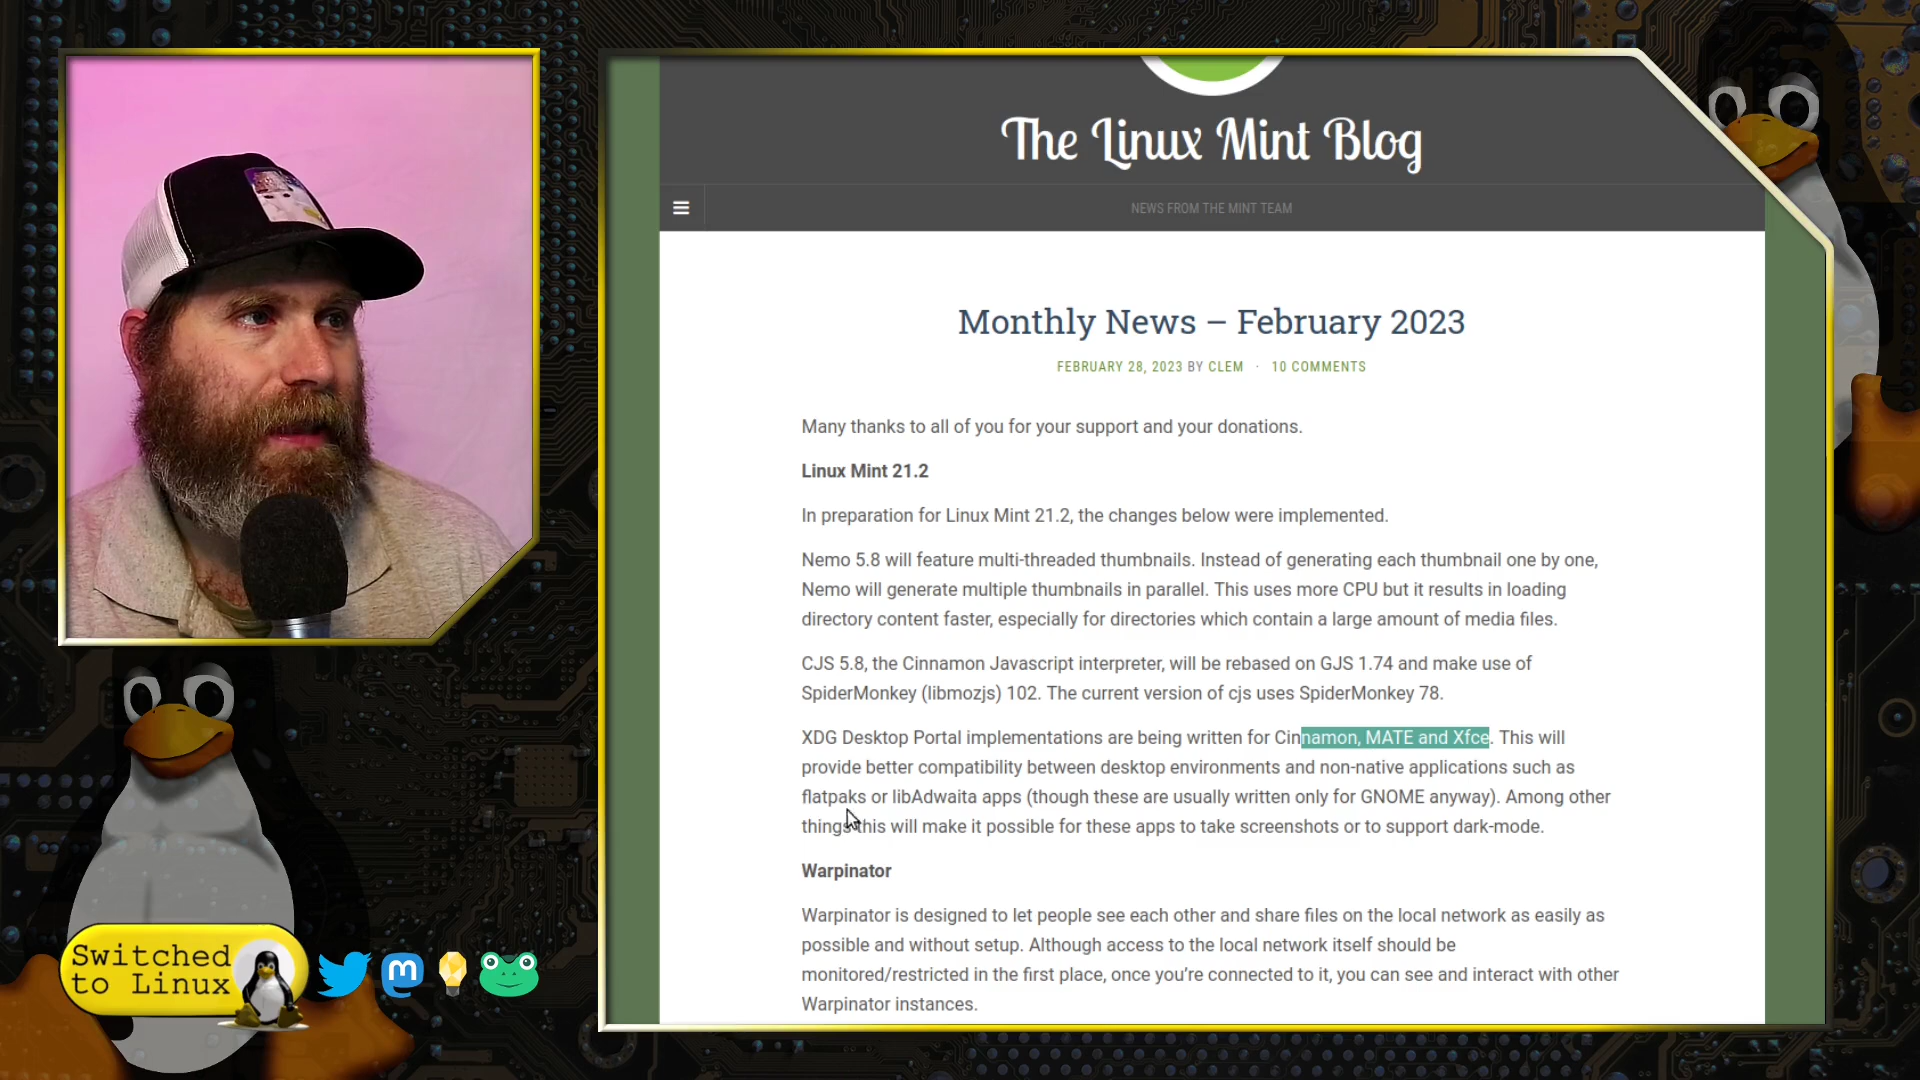 The Linux Mint Blog
NEWS FROM THE MINT TEAM
Monthly News – February 2023
FEBRUARY 28, 2023 BY CLEM · 10 COMMENTS
Many thanks to all of you for your support and your donations.
Linux Mint 21.2
In preparation for Linux Mint 21.2, the changes below were implemented.
Nemo 5.8 will feature multi-threaded thumbnails. Instead of generating each thumbnail one by one,
Nemo will generate multiple thumbnails in parallel. This uses more CPU but it results in loading
directory content faster, especially for directories which contain a large amount of media files.
CJS 5.8, the Cinnamon Javascript interpreter, will be rebased on GJS 1.74 and make use of
SpiderMonkey (libmozjs) 102. The current version of cjs uses SpiderMonkey 78.
XDG Desktop Portal implementations are being written for Cinnamon, MATE and Xfce. This will
provide better compatibility between desktop environments and non-native applications such as
flatpaks or libAdwaita apps (though these are usually written only for GNOME anyway). Among other
things this will make it possible for these apps to take screenshots or to support dark-mode.
Warpinator
Warpinator is designed to let people see each other and share files on the local network as easily as
possible and without setup. Although access to the local network itself should be
monitored/restricted in the first place, once you’re connected to it, you can see and interact with other
Warpinator instances.
Switched
to Linux
m